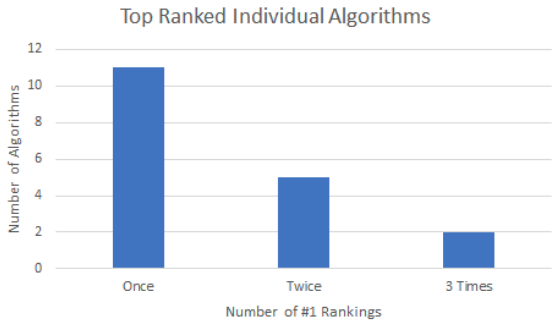 Top Ranked Individual Algorithms
12
10
8
6
4
2
0
Number of Algorithms
Once Twice 3 Times
Number of #1 Rankings